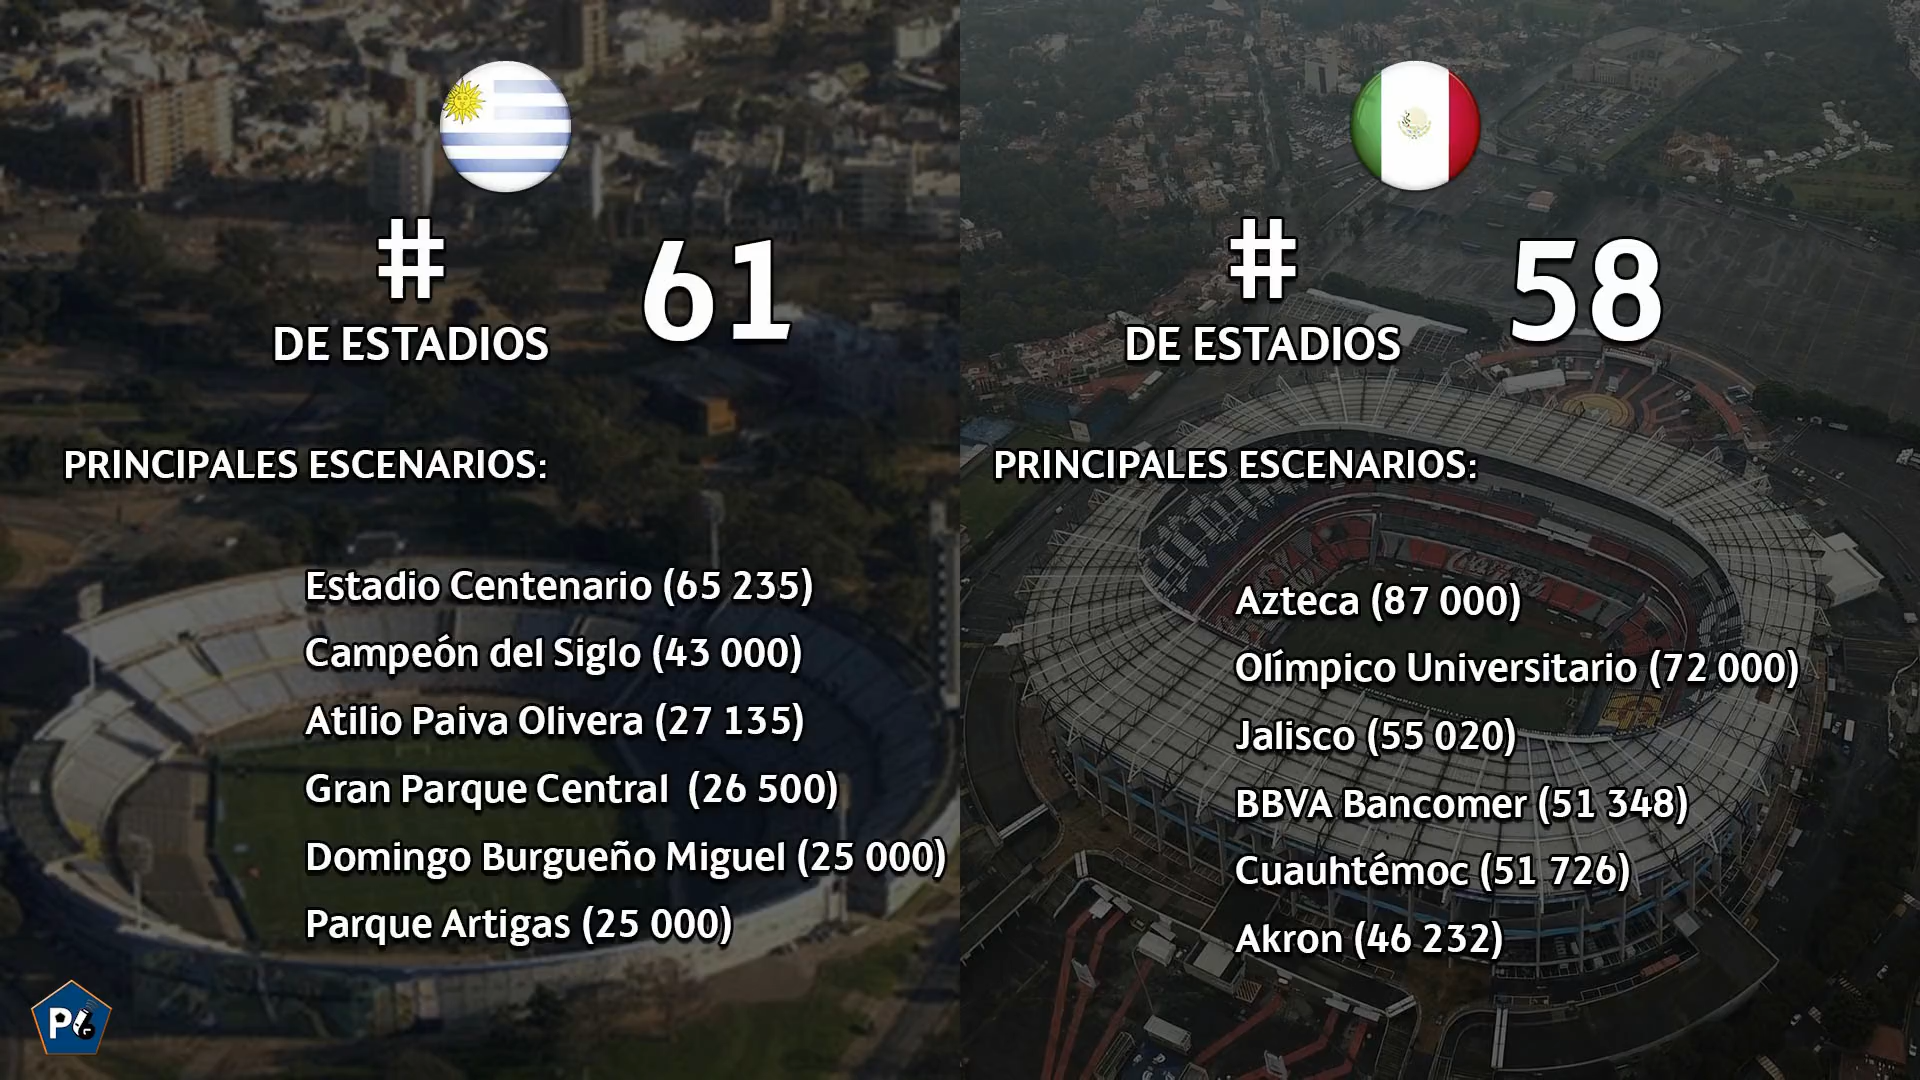 #
DE ESTADIOS
61
PRINCIPALES ESCENARIOS:
Estadio Centenario (65 235)
Campeón del Siglo (43 000)
Atilio Paiva Olivera (27 135)
Gran Parque Central (26 500)
Domingo Burgueño Miguel (25 000)
Parque Artigas (25 000)
P6
#
DE ESTADIOS
58
PRINCIPALES ESCENARIOS:
Azteca (87 000)
Olímpico Universitario (72 000)
Jalisco (55 020)
BBVA Bancomer (51 348)
Cuauhtémoc (51 726)
Akron (46 232)